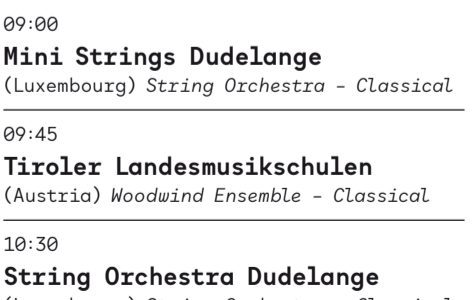 09:00
Mini Strings Dudelange
(Luxembourg) String Orchestra – Classical
09:45
Tiroler Landesmusikschulen
(Austria) Woodwind Ensemble – Classical
10:30
String Orchestra Dudelange